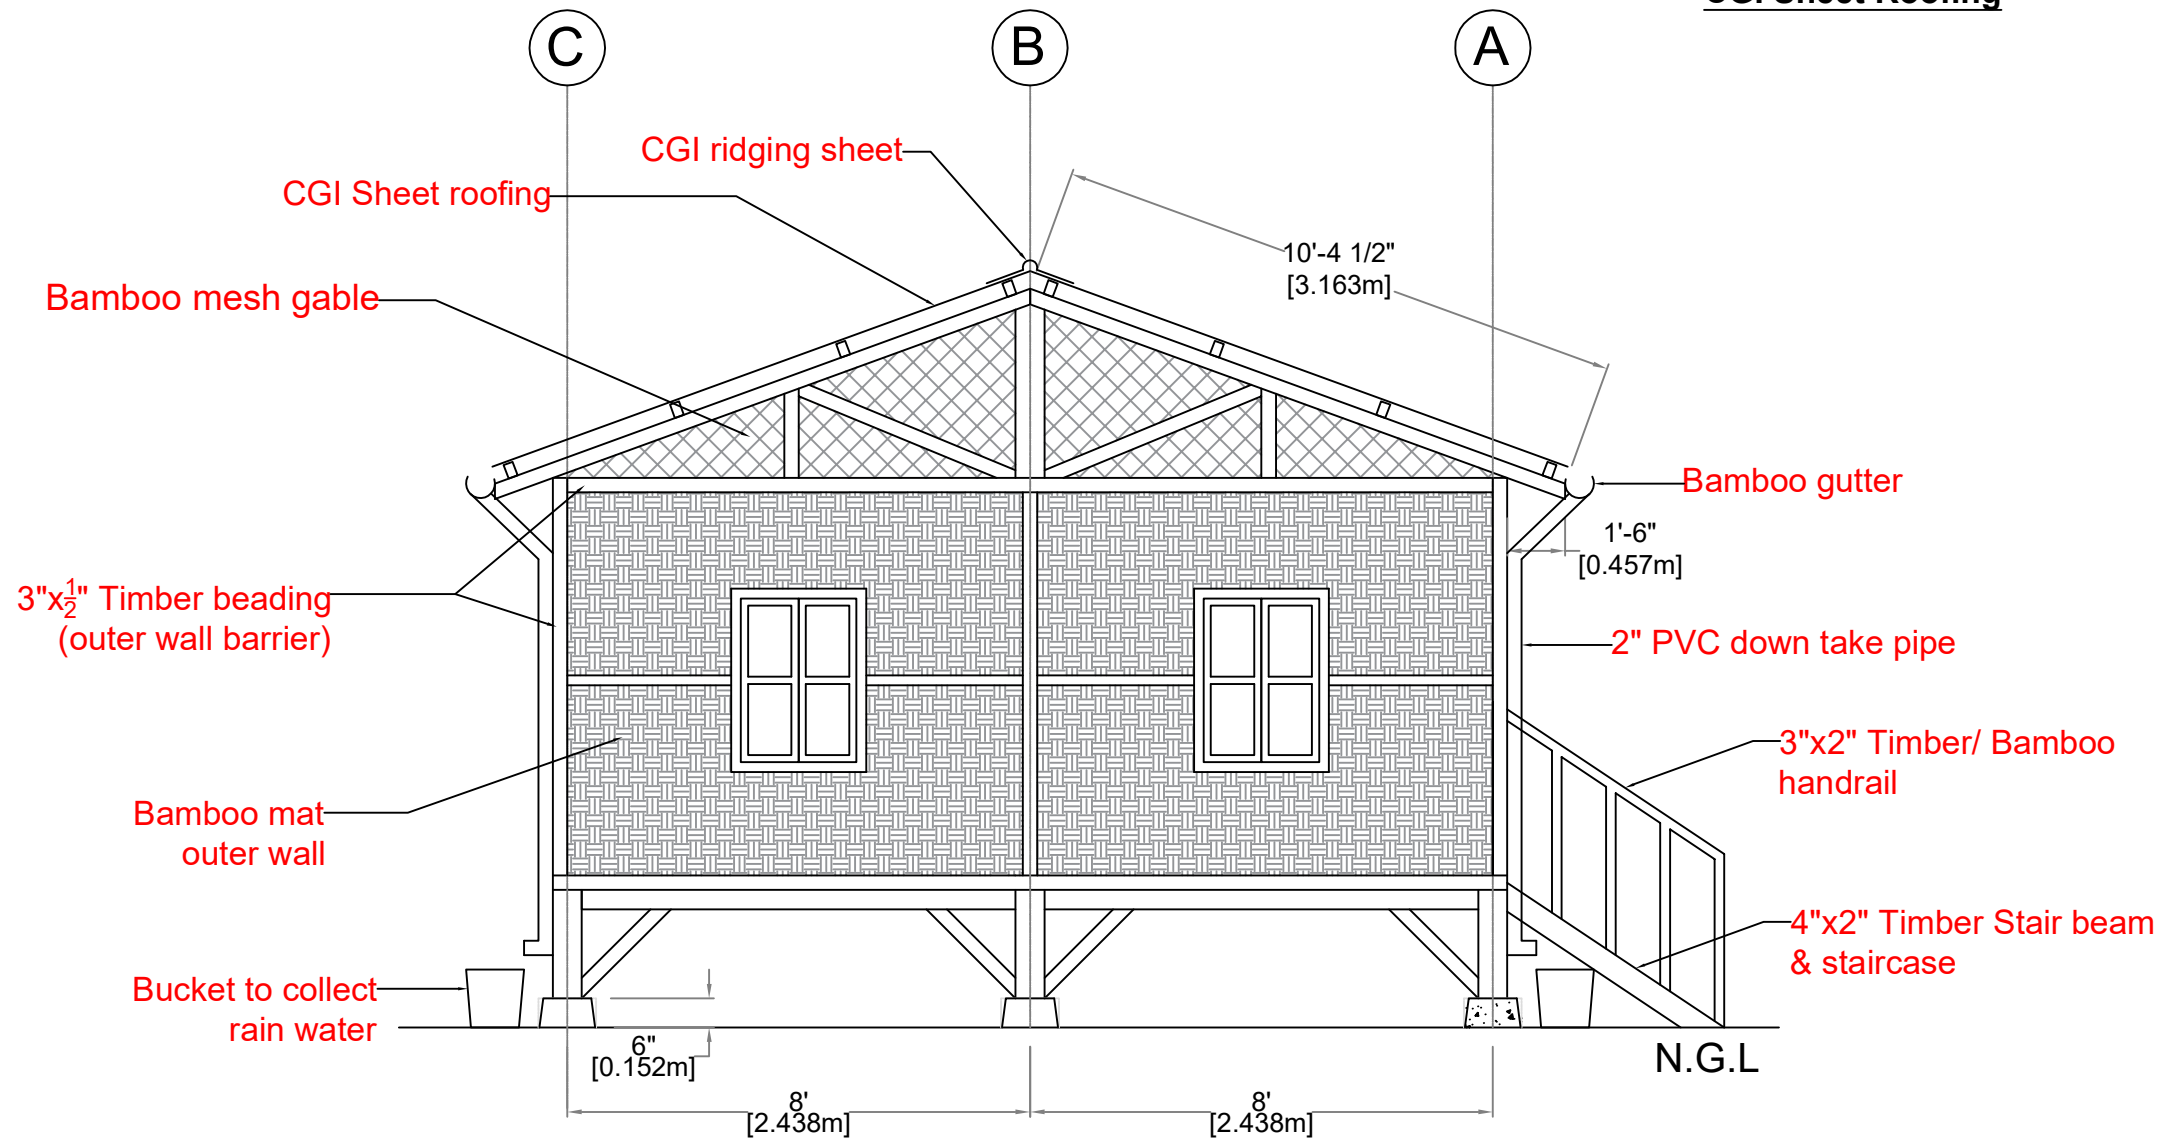 CGI Sheet Roofing
C
B
A
CGI ridging sheet
CGI Sheet roofing
10'-4 1/2"
[3.163m]
Bamboo mesh gable
Bamboo gutter
1'-6"
[0.457m]
3"x½" Timber beading
(outer wall barrier)
2" PVC down take pipe
3"x2" Timber/ Bamboo
handrail
Bamboo mat
outer wall
4"x2" Timber Stair beam
& staircase
Bucket to collect
rain water
6"
[0.152m]
N.G.L
8'
[2.438m]
8'
[2.438m]